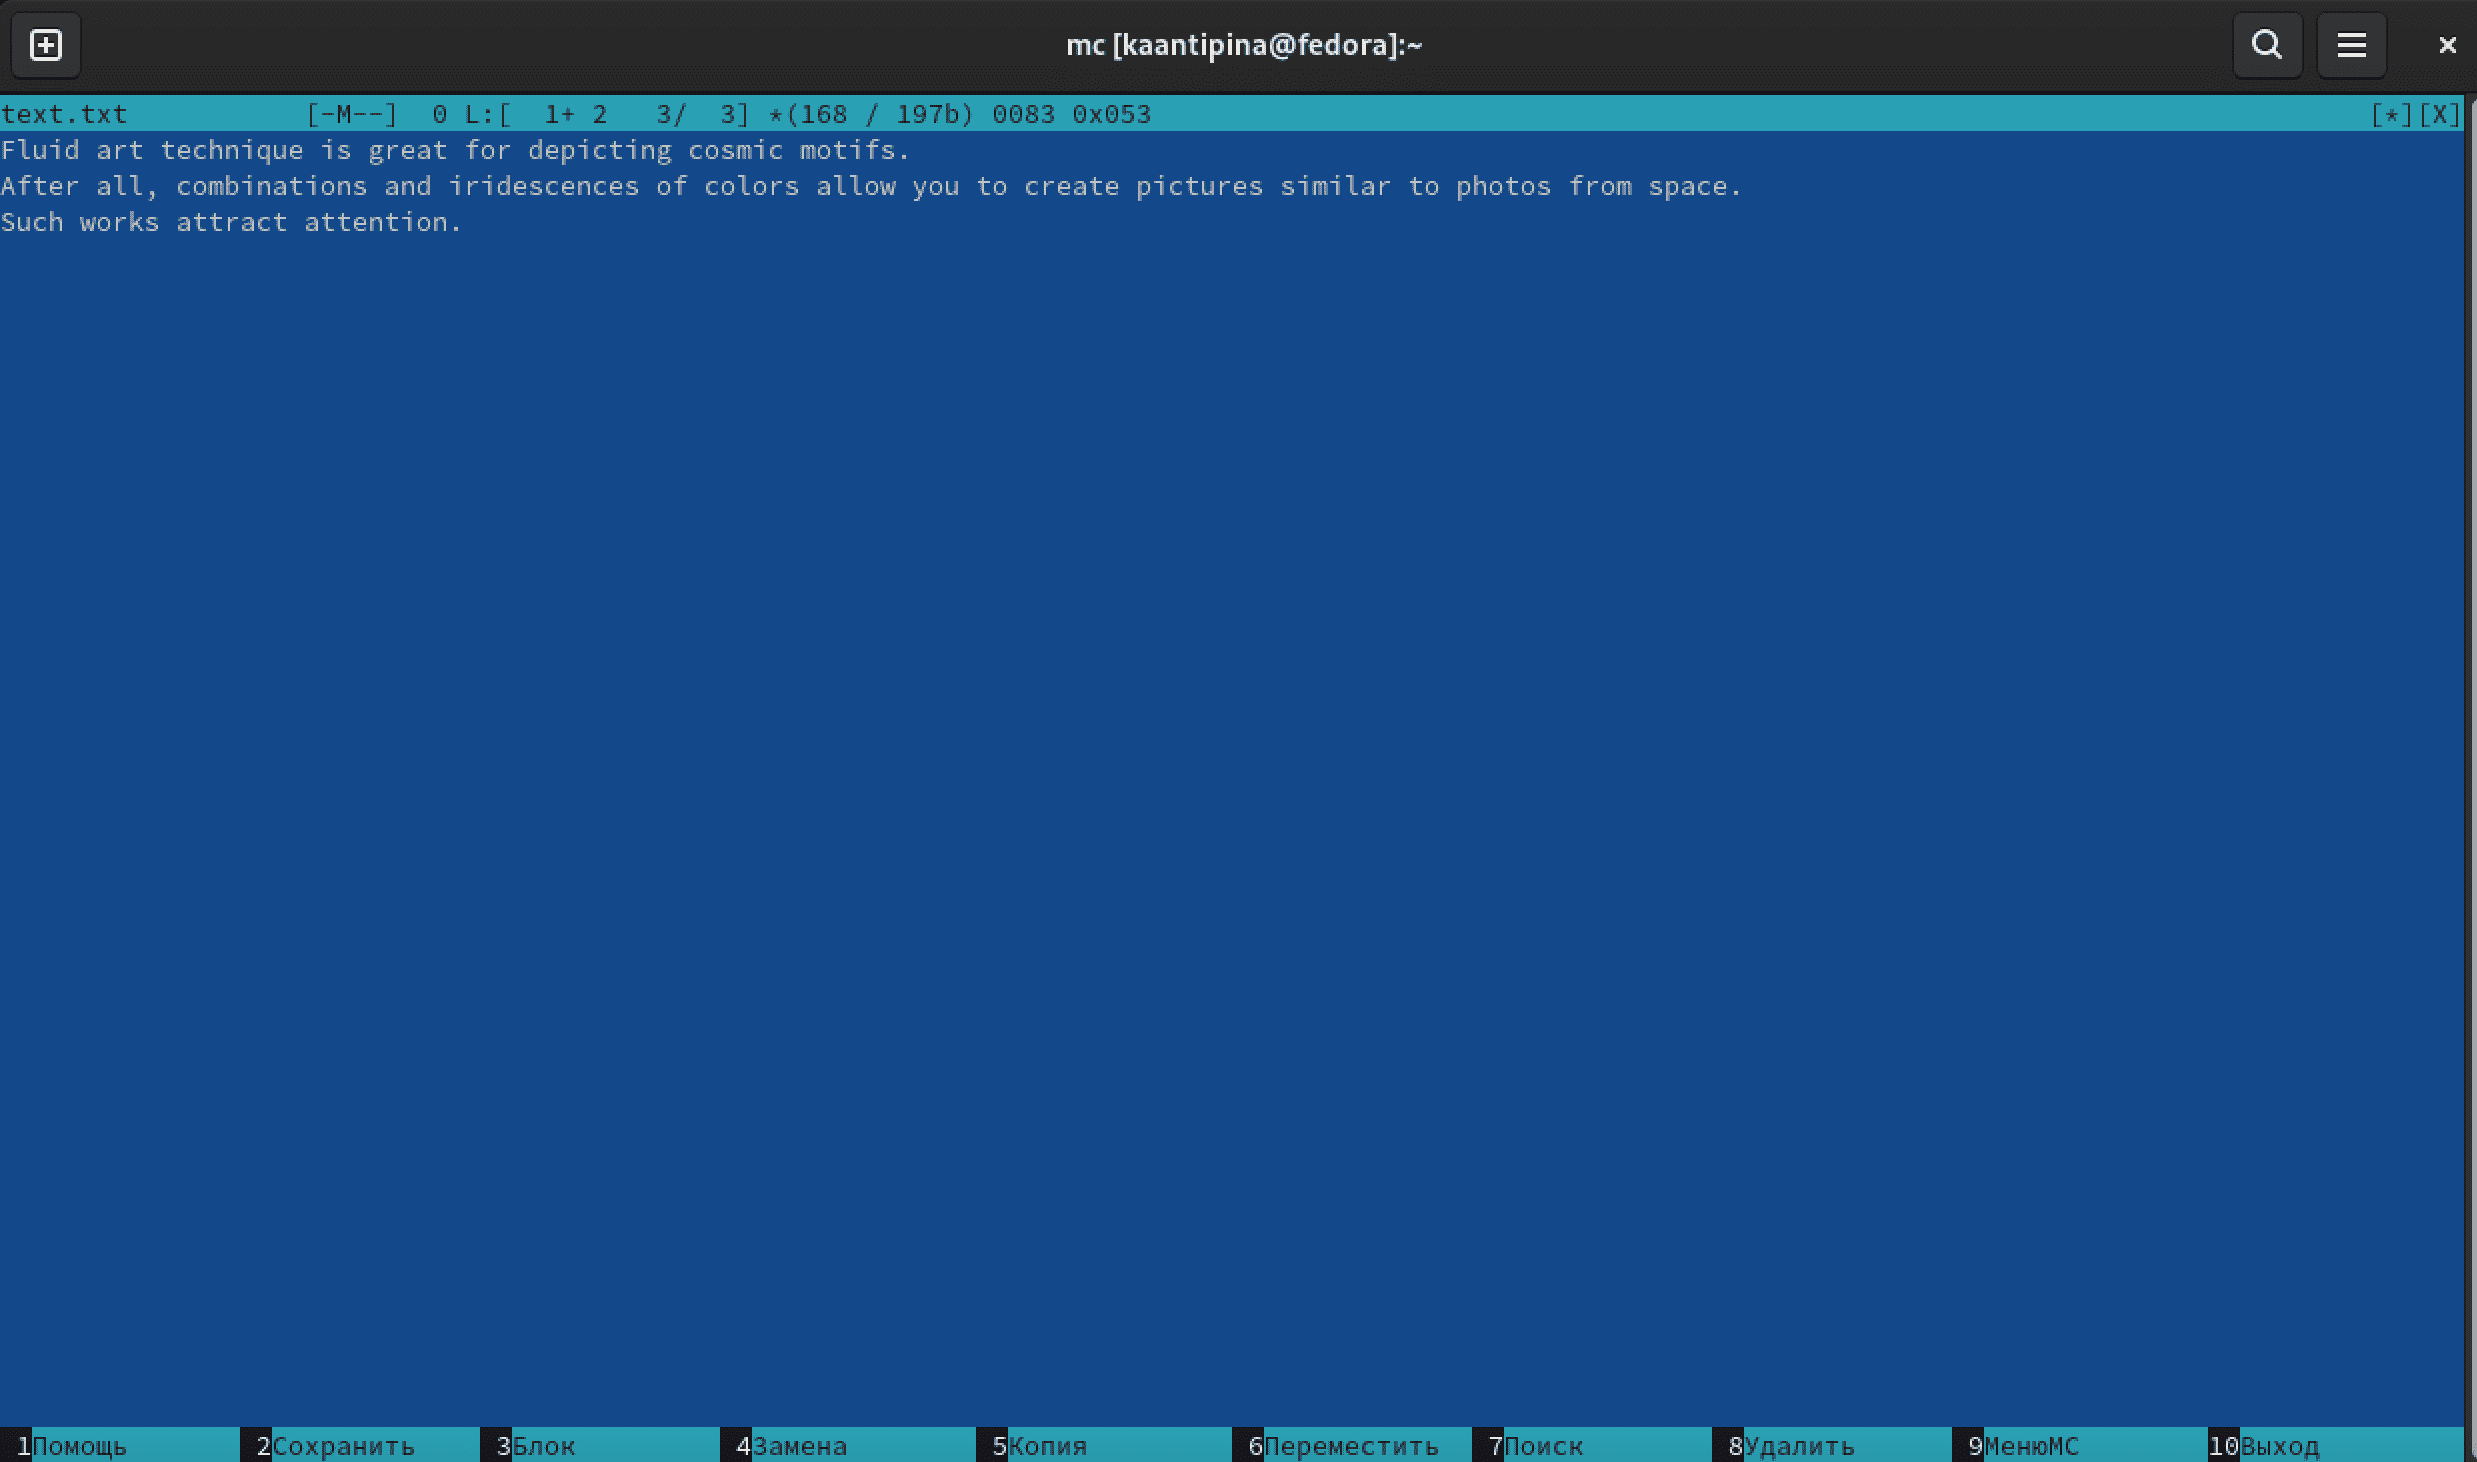 mc [kaantipina@fedora]:~
text.txt [-M--] 0 L:[ 1+ 2 3/ 3] *(168 / 197b) 0083 0x053 [*][X]
Fluid art technique is great for depicting cosmic motifs.
After all, combinations and iridescences of colors allow you to create pictures similar to photos from space.
Such works attract attention.
1Помощь 2Сохранить 3Блок 4Замена 5Копия 6Переместить 7Поиск 8Удалить 9МенюMC 10Выход